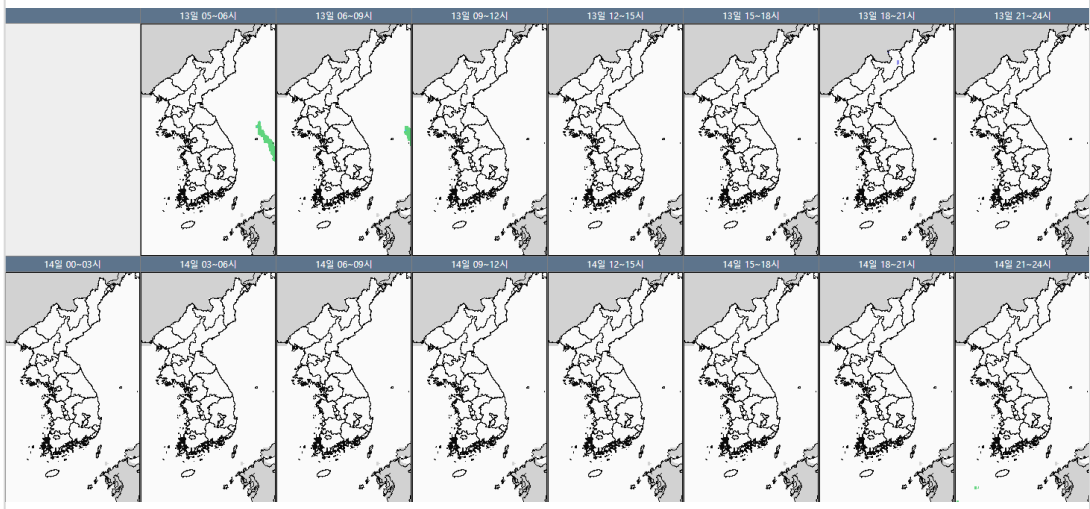 13일 05~06시
13일 06~09시
13일 09~12시
13일 12~15시
13일 15~18시
13일 18~21시
13일 21~24시
14일 00~03시
14일 03~06시
14일 06~09시
14일 09~12시
14일 12~15시
14일 15~18시
14일 18~21시
14일 21~24시